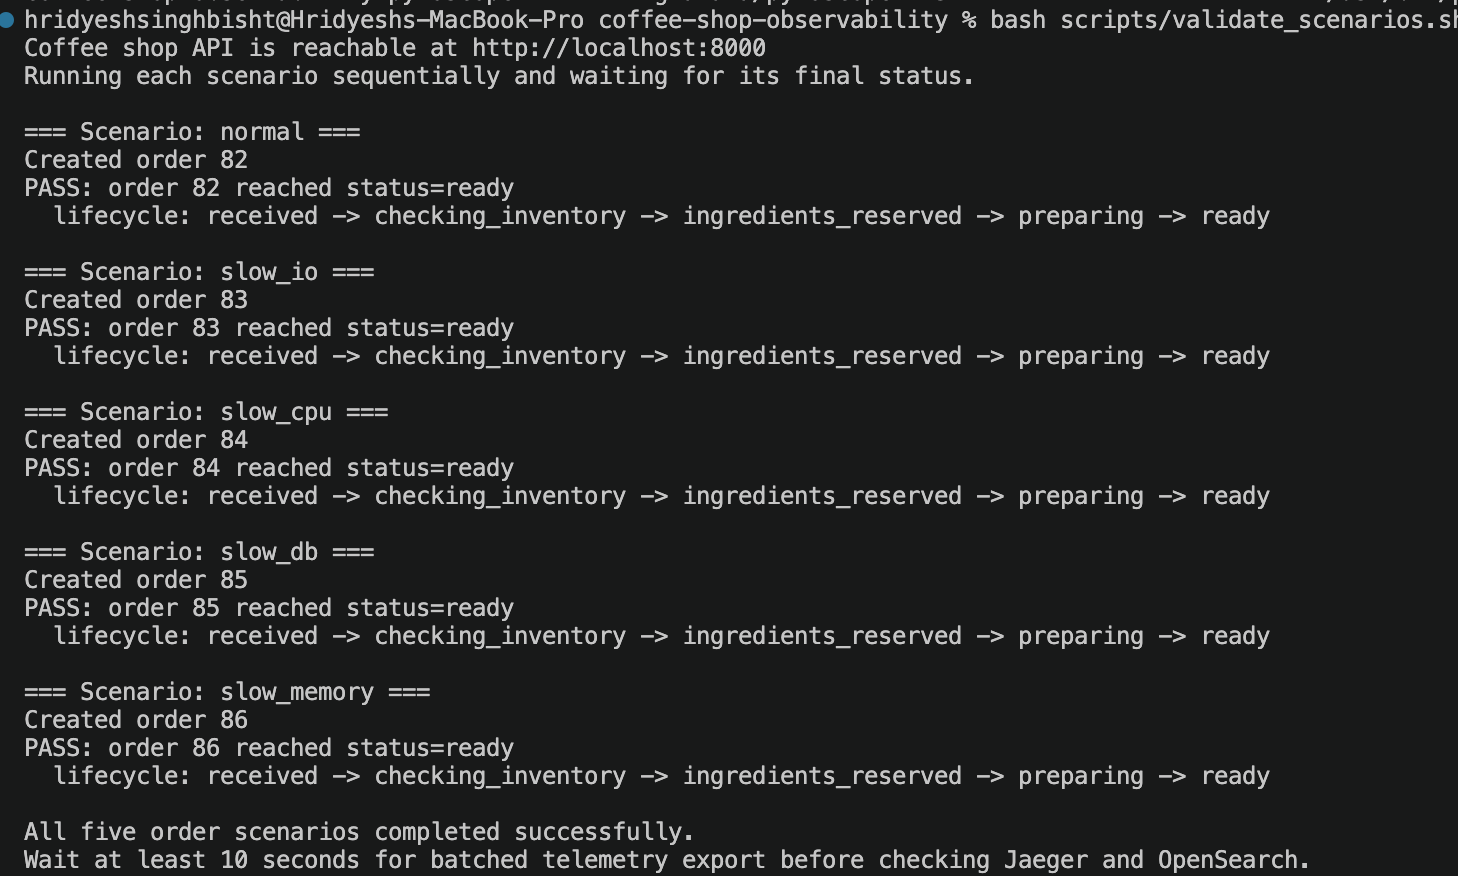 hridyeshsinghbisht@Hridyeshs-MacBook-Pro coffee-shop-observability % bash scripts/validate_scenarios.sh
Coffee shop API is reachable at http://localhost:8000
Running each scenario sequentially and waiting for its final status.
=== Scenario: normal ===
Created order 82
PASS: order 82 reached status=ready
lifecycle: received -> checking_inventory -> ingredients_reserved -> preparing -> ready
=== Scenario: slow_io ===
Created order 83
PASS: order 83 reached status=ready
lifecycle: received -> checking_inventory -> ingredients_reserved -> preparing -> ready
=== Scenario: slow_cpu ===
Created order 84
PASS: order 84 reached status=ready
lifecycle: received -> checking_inventory -> ingredients_reserved -> preparing -> ready
=== Scenario: slow_db ===
Created order 85
PASS: order 85 reached status=ready
lifecycle: received -> checking_inventory -> ingredients_reserved -> preparing -> ready
=== Scenario: slow_memory ===
Created order 86
PASS: order 86 reached status=ready
lifecycle: received -> checking_inventory -> ingredients_reserved -> preparing -> ready
All five order scenarios completed successfully.
Wait at least 10 seconds for batched telemetry export before checking Jaeger and OpenSearch.